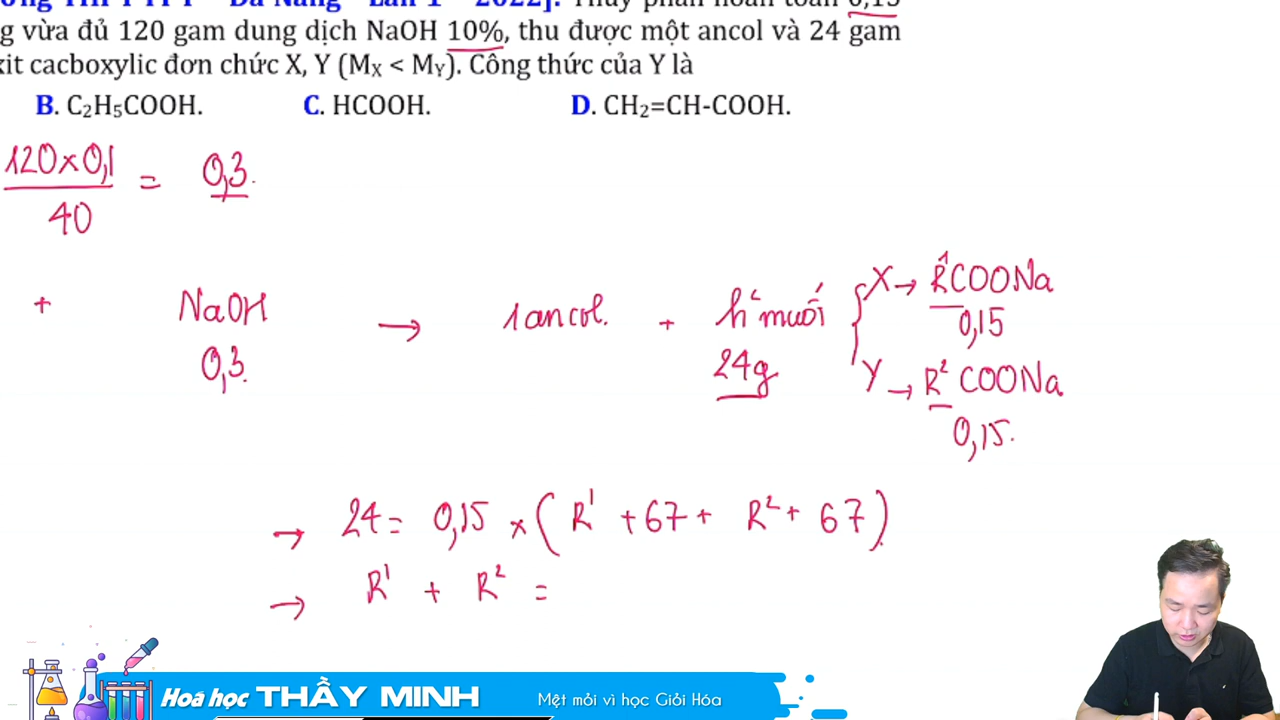 g vừa đủ 120 gam dung dịch NaOH 10%, thu được một ancol và 24 gam
xit cacboxylic đơn chức X, Y (MX < MY). Công thức của Y là
B. C2H5COOH. C. HCOOH. D. CH2=CH-COOH.
120×0,1
40
= 0,3.
+ NaOH → 1 ancol. + h² muối
0,3. 24g
X → R1COONa
0,15
Y → R2COONa
0,15.
→ 24 = 0,15 × (R1 + 67 + R2 + 67)
→ R1 + R2 =
Hoá học THẦY MINH Mệt mỏi vì học Giỏi Hóa